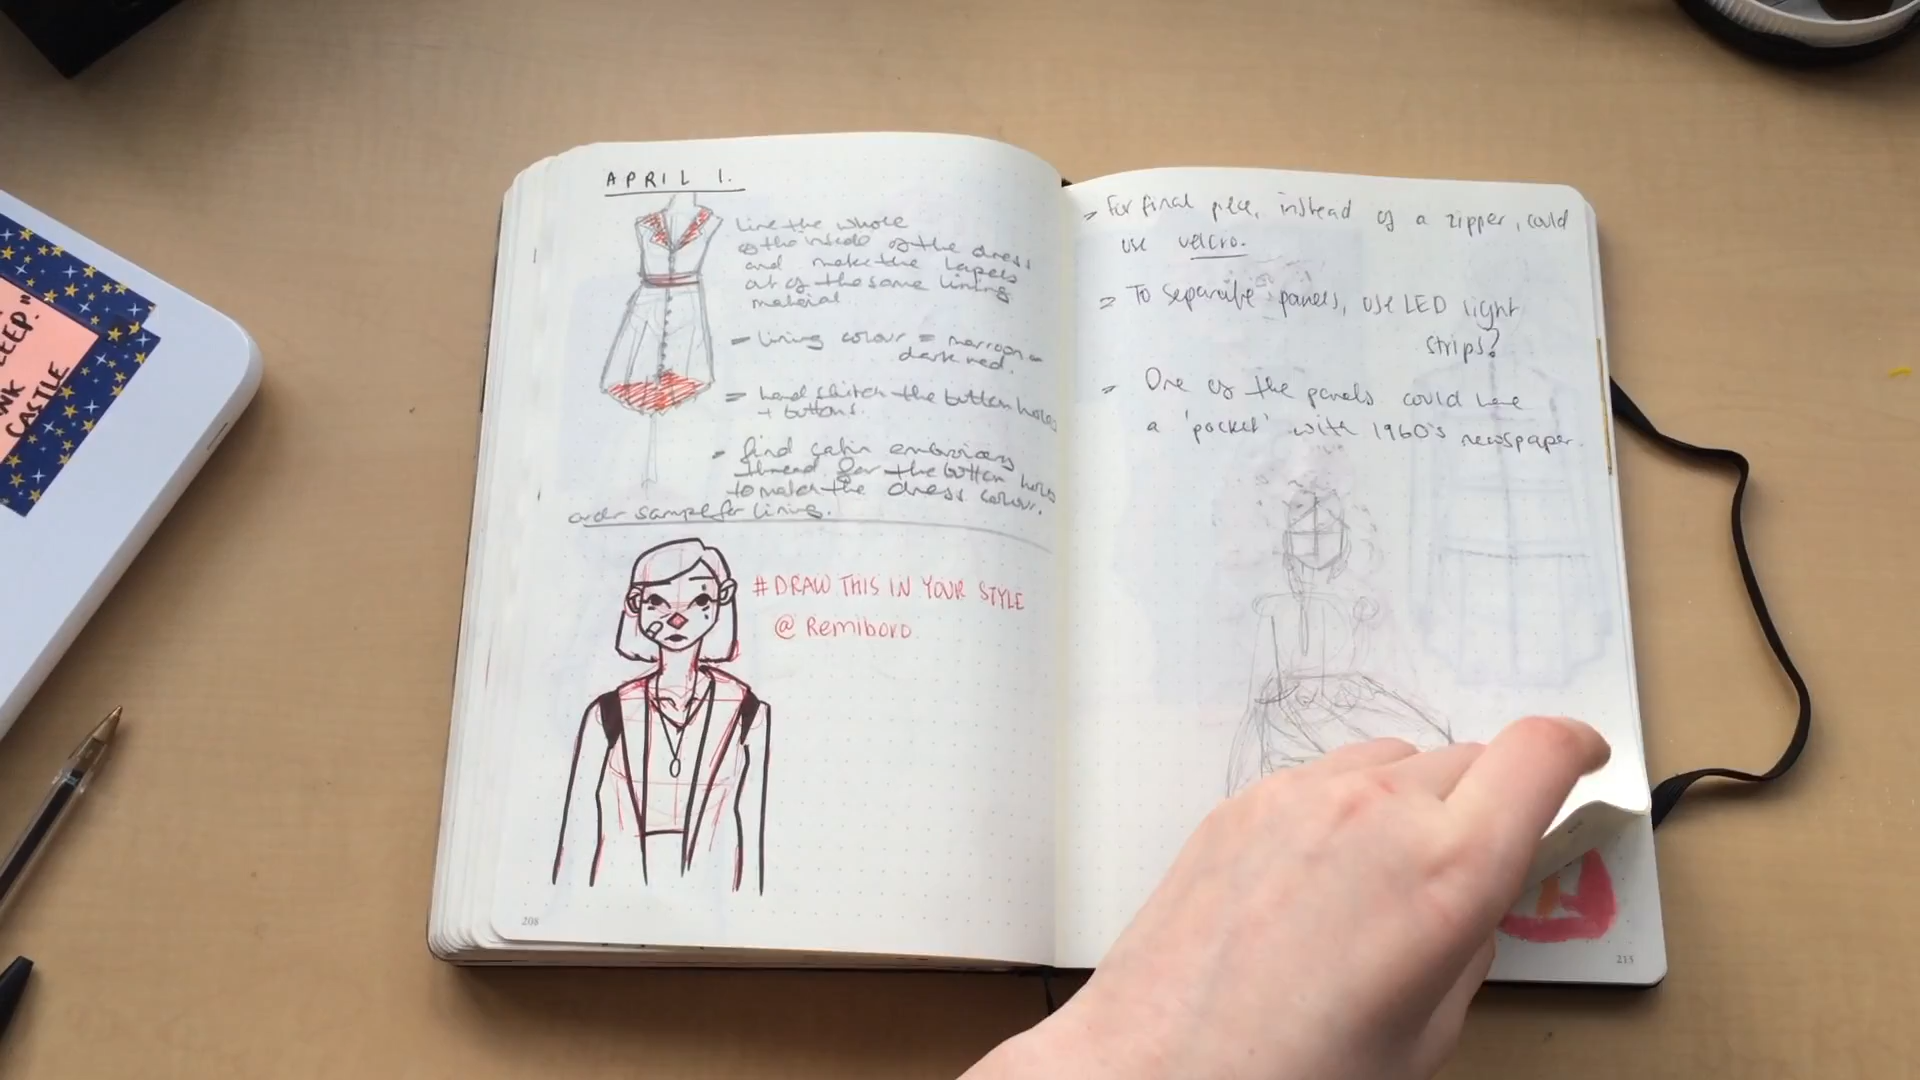 APRIL 1.
Line the whole
of the inside of the dress
and make the lapels
out of the same lining
material.
- lining colour = marroon -
dark red.
= hand stitch the button holes
+ buttons.
- find satin embroidery
thread for the button holes
to match the dress colour.
order sample for lining.
#DRAW THIS IN YOUR STYLE
@Remiboro
208
For final piece, instead of a zipper, could
use velcro.
To separate panels, use LED light
strips?
One of the panels could have
a 'pocket' with 1960's newspaper.
213
EEP."
NK
CASTLE